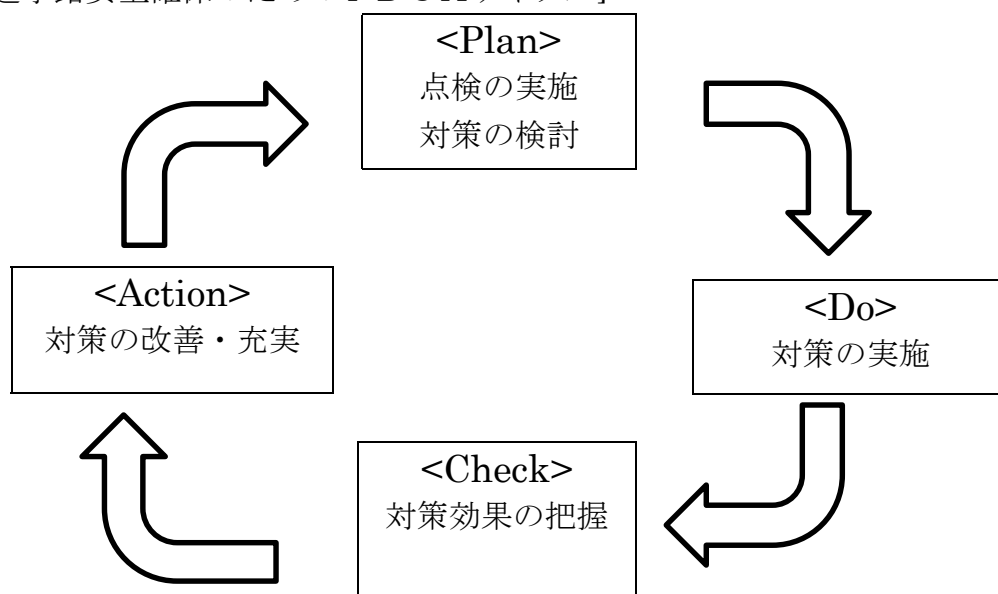 <Plan>
点検の実施
対策の検討
<Action>
対策の改善・充実
<Do>
対策の実施
<Check>
対策効果の把握